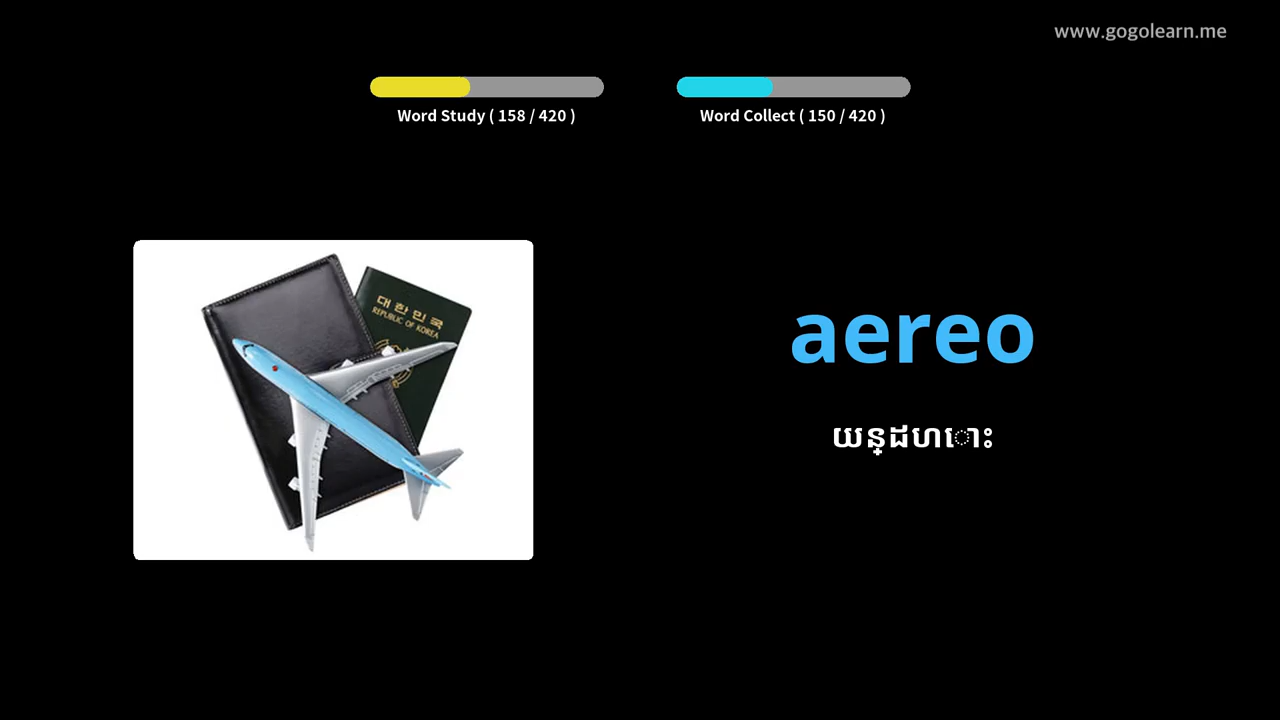 www.gogolearn.me
Word Study ( 158 / 420 )
Word Collect ( 150 / 420 )
대한민국
REPUBLIC OF KOREA
aereo
យន្ដហោះ